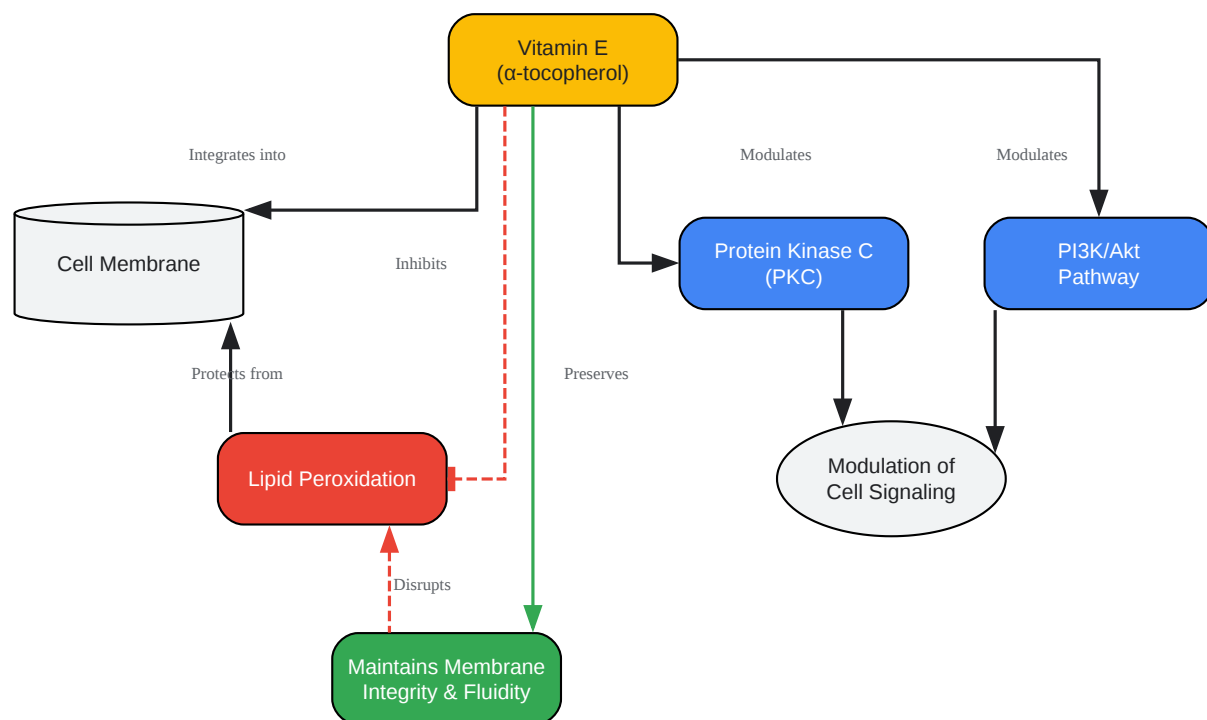 Vitamin E
(α-tocopherol)
Integrates into
Modulates
Modulates
Cell Membrane
Inhibits
Protein Kinase C
(PKC)
PI3K/Akt
Pathway
Protects from
Preserves
Lipid Peroxidation
Modulation of
Cell Signaling
Disrupts
Maintains Membrane
Integrity & Fluidity